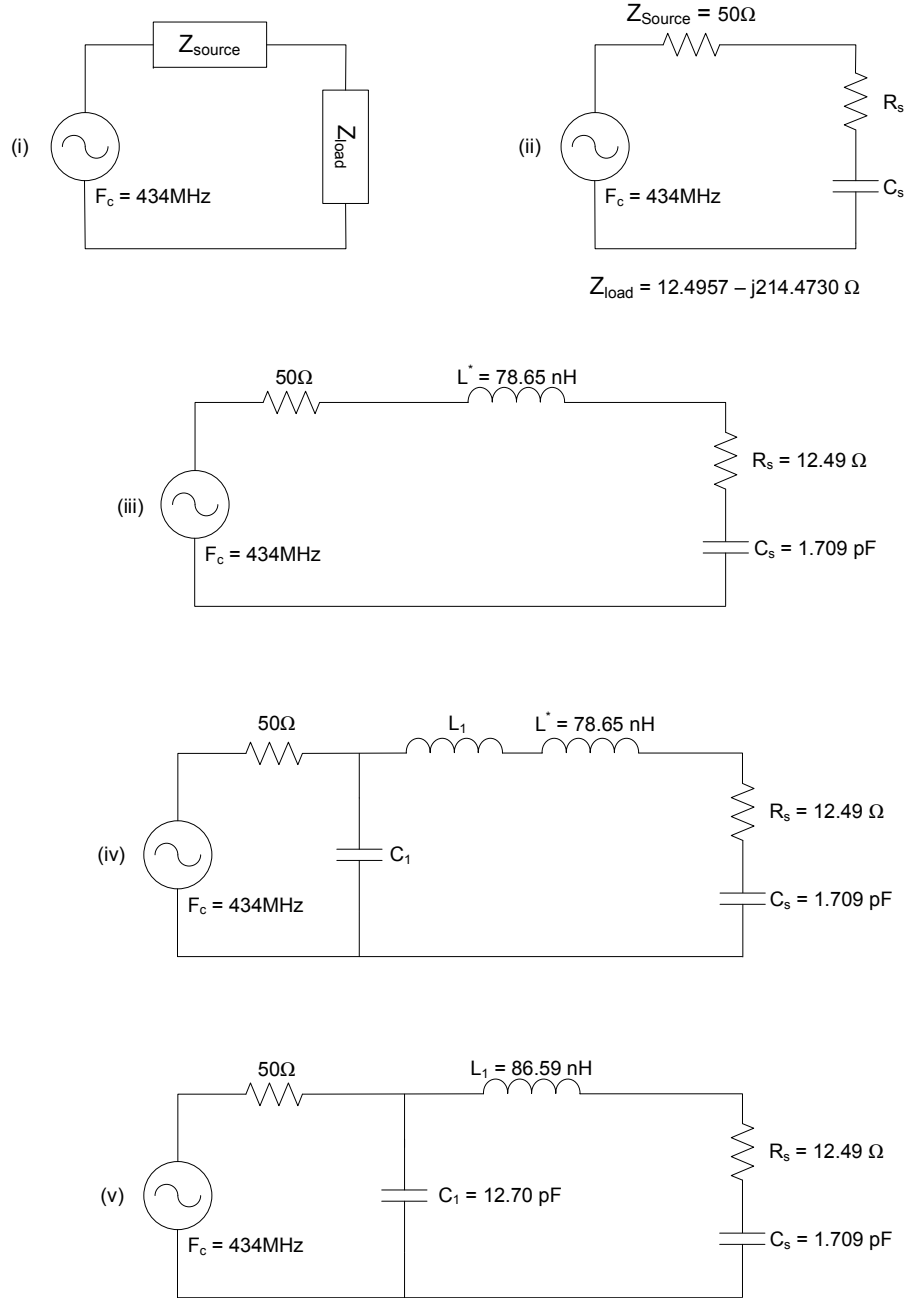 Z_source
Z_load
(i)
F_c = 434MHz
Z_Source = 50Ω
R_s
C_s
(ii)
F_c = 434MHz
Z_load = 12.4957 – j214.4730 Ω
50Ω
L* = 78.65 nH
R_s = 12.49 Ω
(iii)
C_s = 1.709 pF
F_c = 434MHz
50Ω
L_1
L* = 78.65 nH
R_s = 12.49 Ω
(iv)
C_1
C_s = 1.709 pF
F_c = 434MHz
50Ω
L_1 = 86.59 nH
R_s = 12.49 Ω
(v)
C_1 = 12.70 pF
C_s = 1.709 pF
F_c = 434MHz